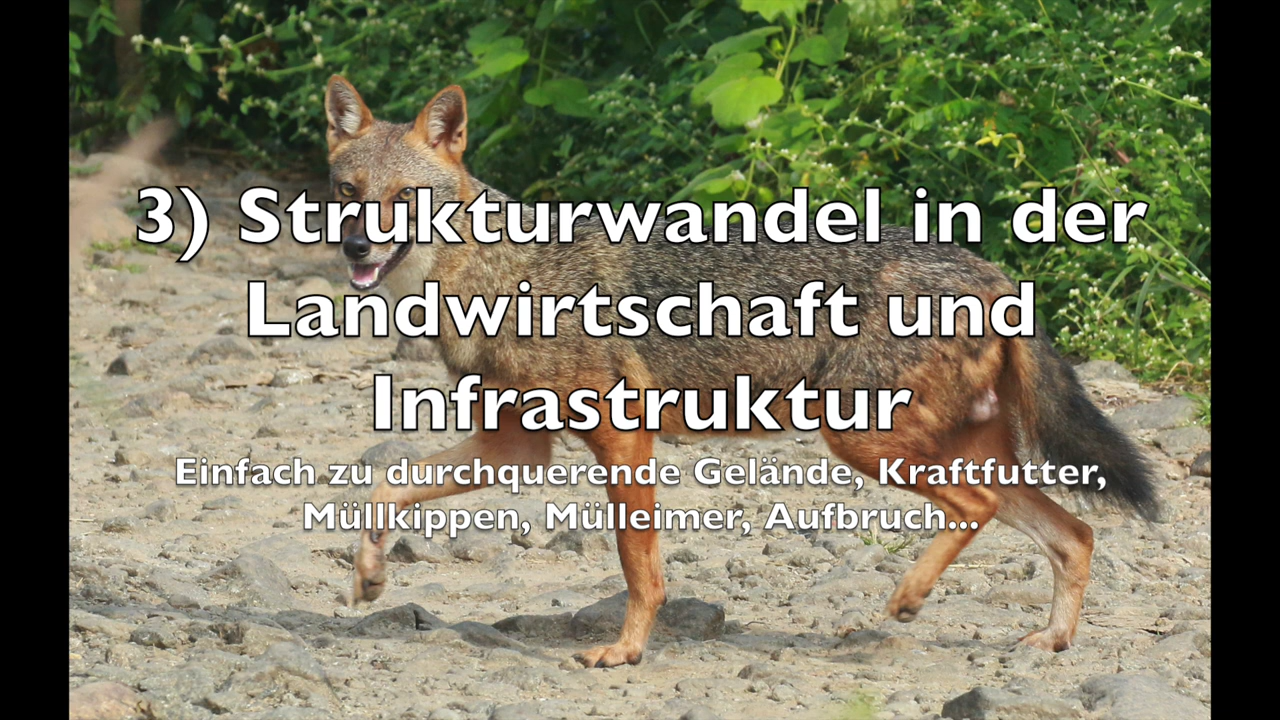 3) Strukturwandel in der
Landwirtschaft und
Infrastruktur
Einfach zu durchquerende Gelände, Kraftfutter,
Müllkippen, Mülleimer, Aufbruch...